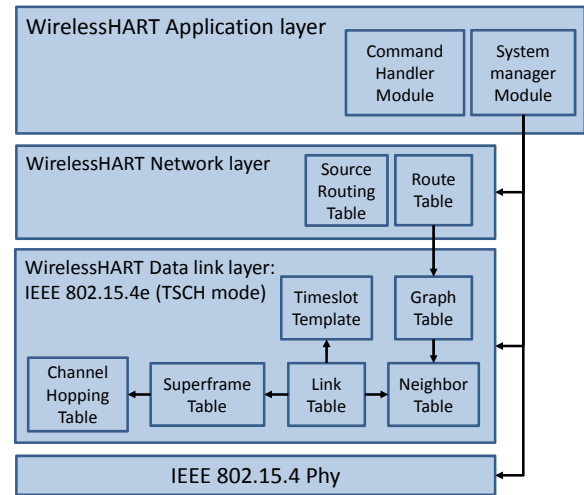 WirelessHART Application layer
Command
Handler
Module
System
manager
Module
WirelessHART Network layer
Source
Routing
Table
Route
Table
WirelessHART Data link layer:
IEEE 802.15.4e (TSCH mode)
Timeslot
Template
Graph
Table
Channel
Hopping
Table
Superframe
Table
Link
Table
Neighbor
Table
IEEE 802.15.4 Phy